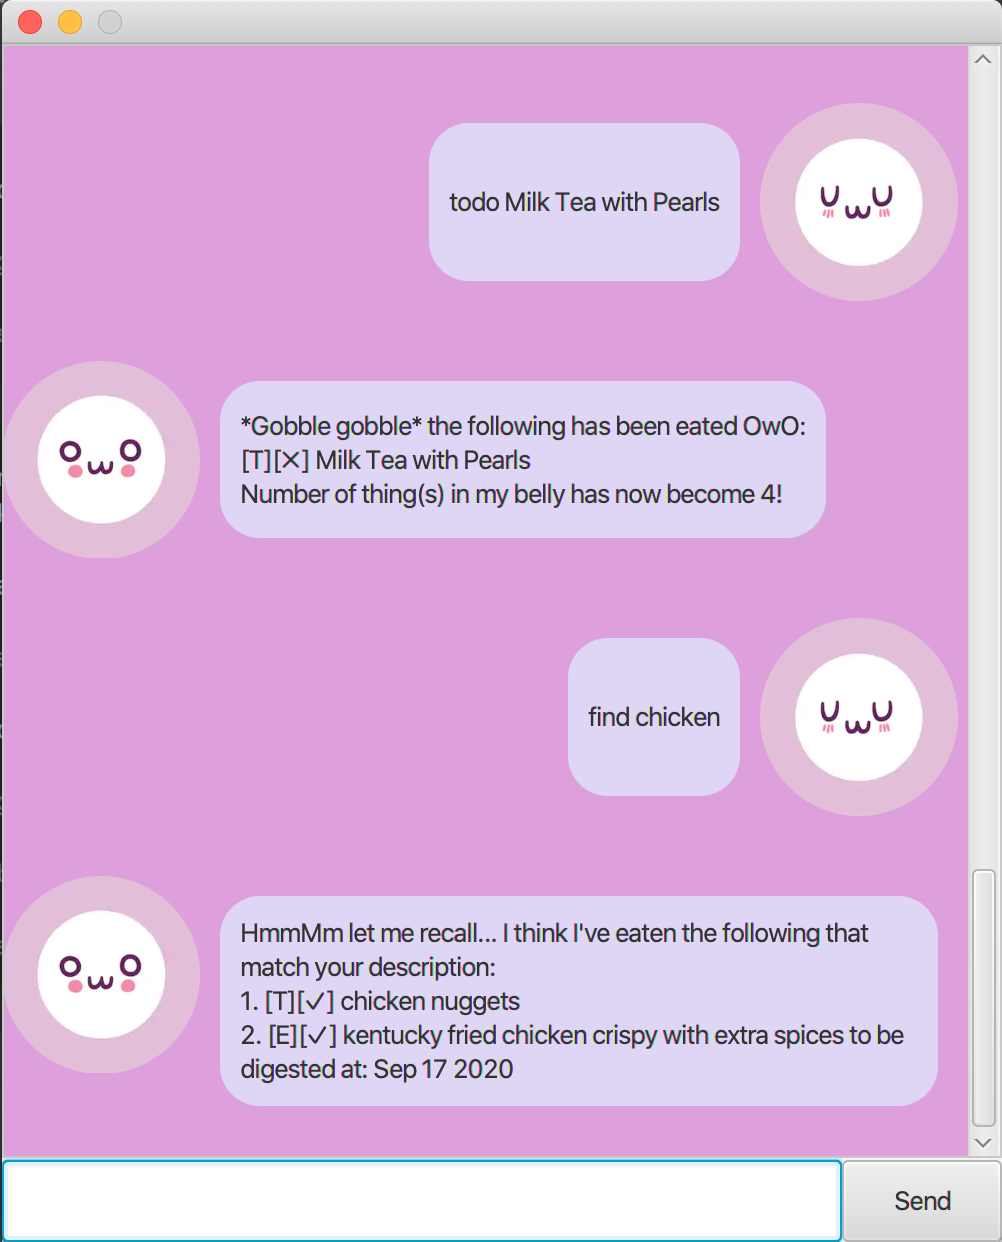 todo Milk Tea with Pearls
*Gobble gobble* the following has been eated OwO:
[T][✗] Milk Tea with Pearls
Number of thing(s) in my belly has now become 4!
find chicken
HmmMm let me recall... I think I've eaten the following that
match your description:
1. [T][✓] chicken nuggets
2. [E][✓] kentucky fried chicken crispy with extra spices to be
digested at: Sep 17 2020
Send